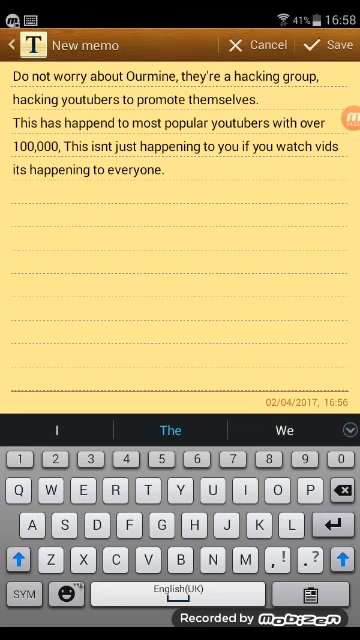 41% 16:58
T New memo Cancel Save
Do not worry about Ourmine, they're a hacking group,
hacking youtubers to promote themselves.
This has happend to most popular youtubers with over
100,000, This isnt just happening to you if you watch vids
its happening to everyone.
02/04/2017, 16:56
I The We
1 2 3 4 5 6 7 8 9 0
Q W E R T Y U I O P
A S D F G H J K L
Z X C V B N M , ! . ?
SYM English(UK)
Recorded by MOBIZEN